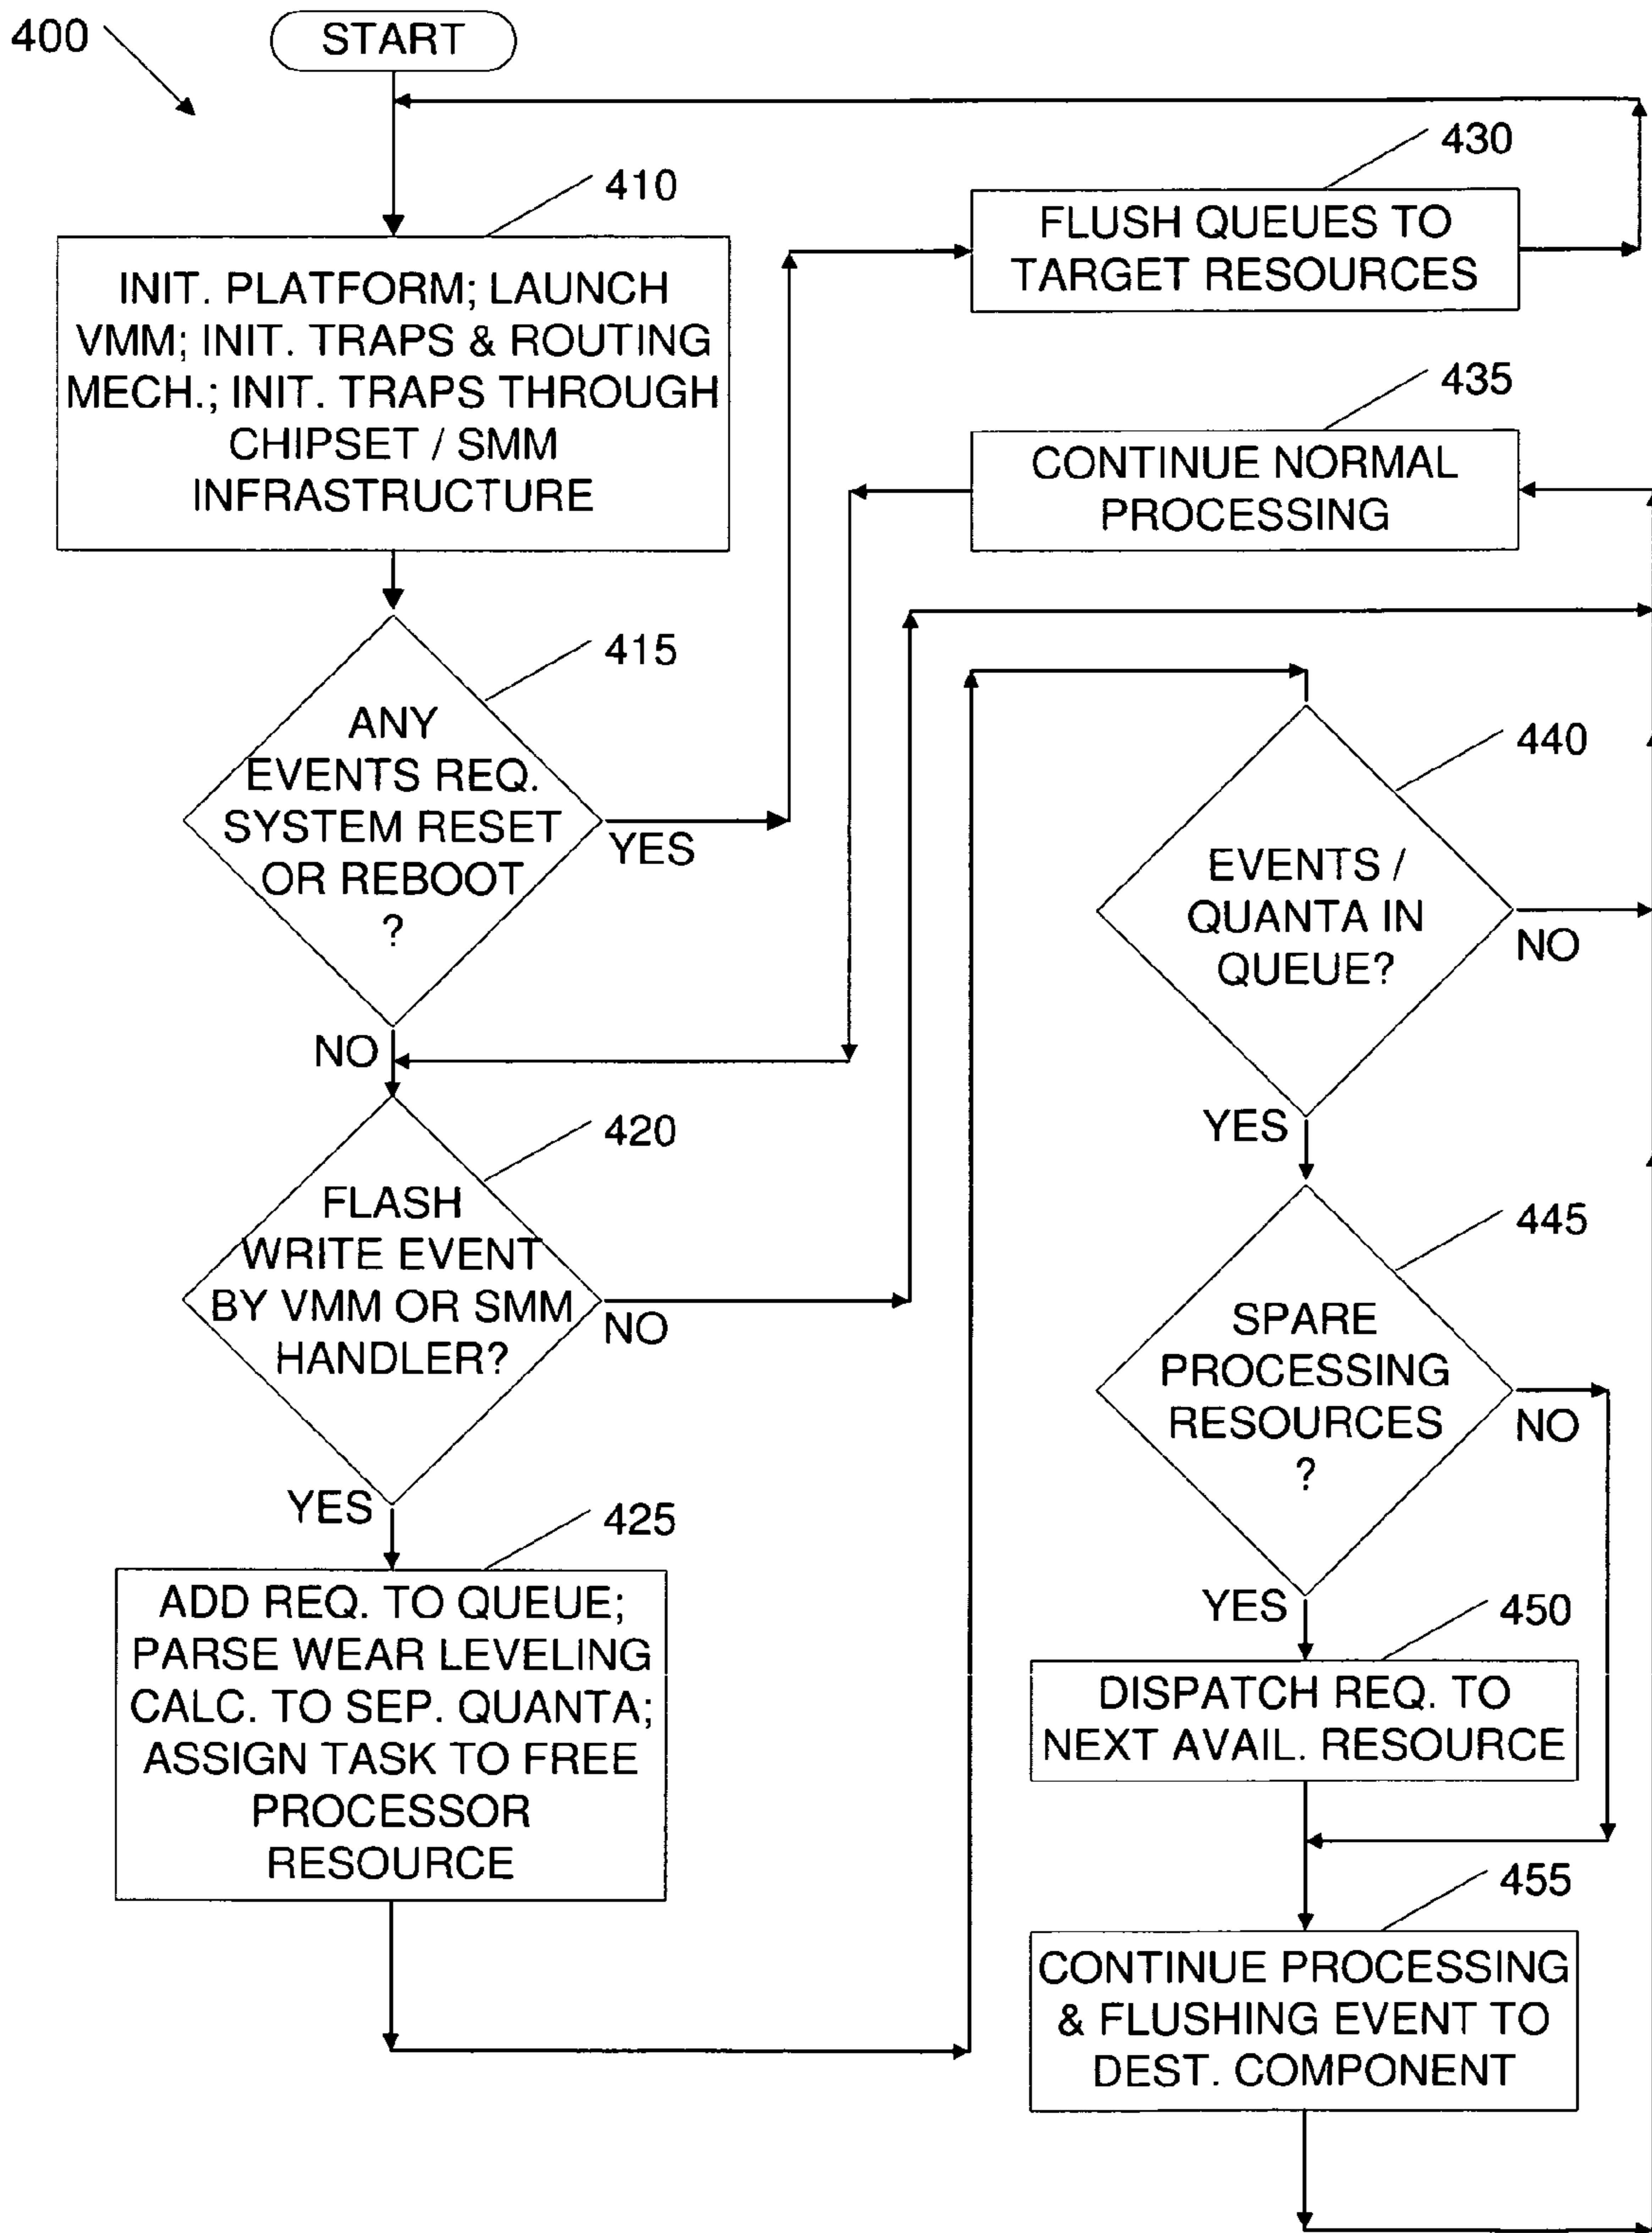 400
START
410
INIT. PLATFORM; LAUNCH
VMM; INIT. TRAPS & ROUTING
MECH.; INIT. TRAPS THROUGH
CHIPSET / SMM
INFRASTRUCTURE
415
ANY
EVENTS REQ.
SYSTEM RESET
OR REBOOT
?
YES
NO
420
FLASH
WRITE EVENT
BY VMM OR SMM
HANDLER?
NO
YES
425
ADD REQ. TO QUEUE;
PARSE WEAR LEVELING
CALC. TO SEP. QUANTA;
ASSIGN TASK TO FREE
PROCESSOR
RESOURCE
430
FLUSH QUEUES TO
TARGET RESOURCES
435
CONTINUE NORMAL
PROCESSING
440
EVENTS /
QUANTA IN
QUEUE?
NO
YES
445
SPARE
PROCESSING
RESOURCES
?
NO
YES
450
DISPATCH REQ. TO
NEXT AVAIL. RESOURCE
455
CONTINUE PROCESSING
& FLUSHING EVENT TO
DEST. COMPONENT